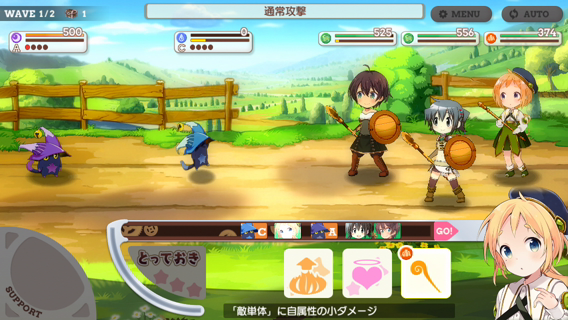 WAVE 1/2 1
通常攻撃
MENU
AUTO
500
A
0
C
525
556
374
C
A
GO!
とっておき
SUPPORT
「敵単体」に自属性の小ダメージ